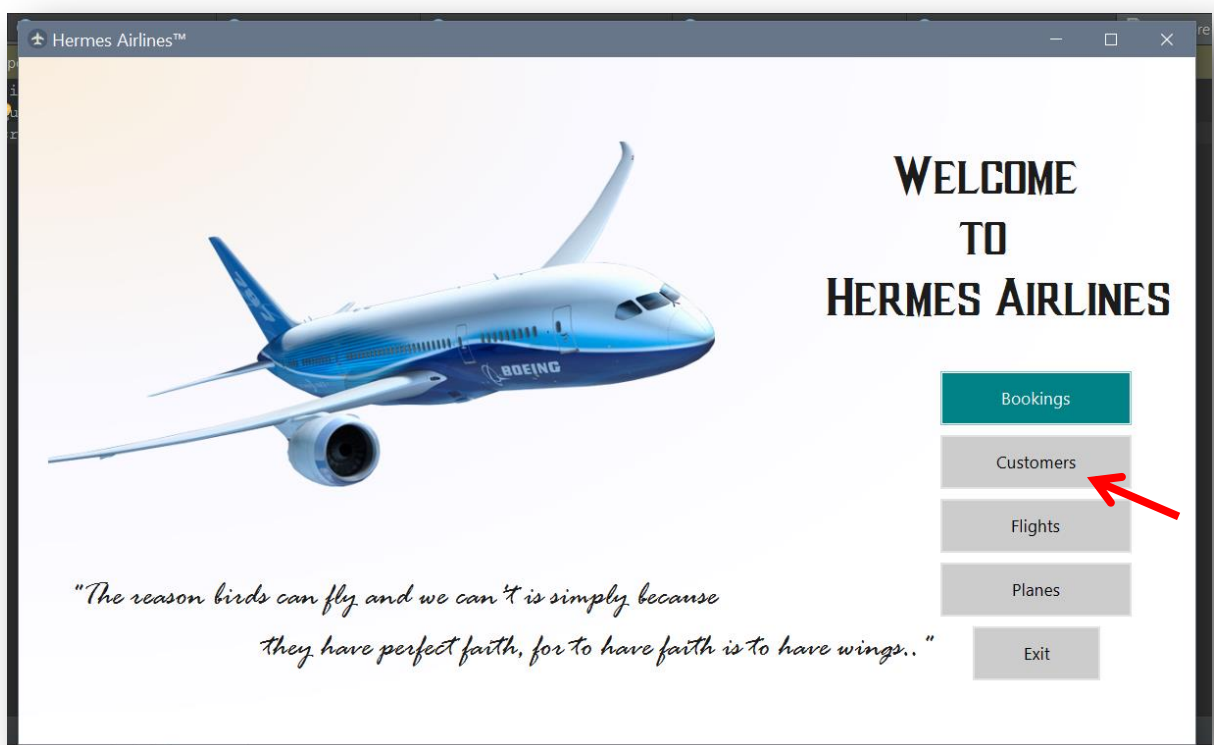 Hermes Airlines™
WELCOME
TO
HERMES AIRLINES
787
BOEING
Bookings
Customers
Flights
Planes
Exit
"The reason birds can fly and we can't is simply because
they have perfect faith, for to have faith is to have wings.."